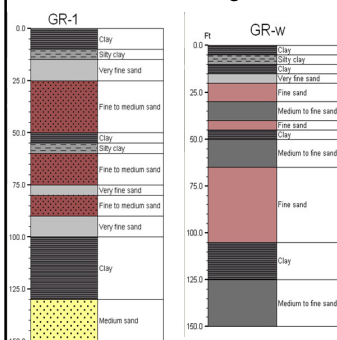 GR-1
0.0
Clay
Silty clay
Very fine sand
25.0
Fine to medium sand
50.0
Clay
Silty clay
Fine to medium sand
75.0
Very fine sand
Fine to medium sand
Very fine sand
100.0
Clay
125.0
Medium sand
GR-w
Ft
0.0
Clay
Silty clay
Clay
Very fine sand
25.0
Fine sand
Medium to fine sand
Fine sand
50.0
Clay
Medium to fine sand
75.0
Fine sand
100.0
Clay
125.0
Medium to fine sand
150.0